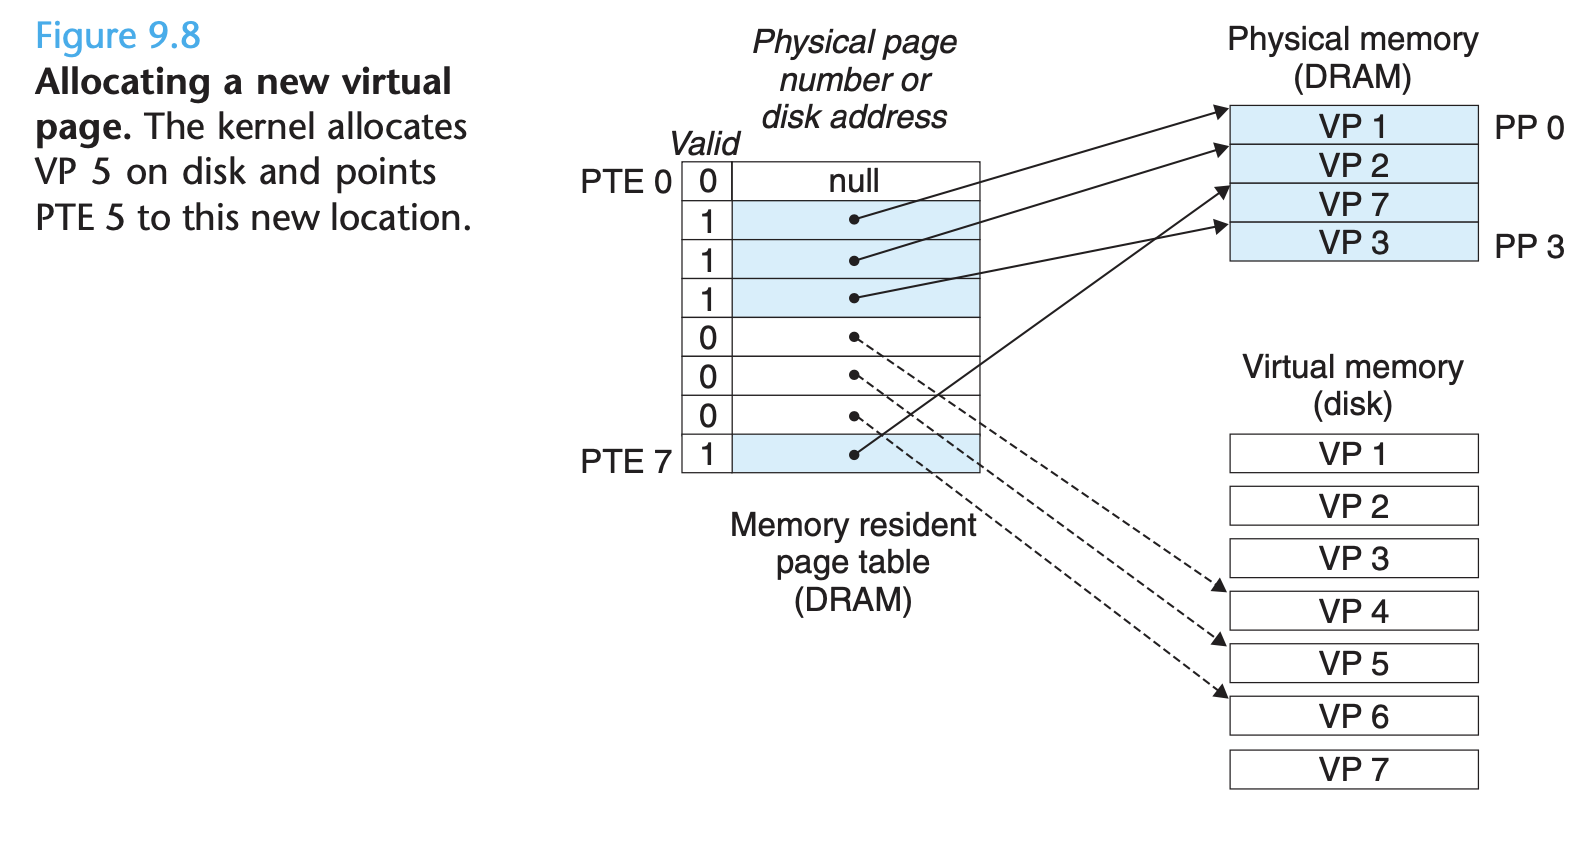 Figure 9.8
Allocating a new virtual
page. The kernel allocates
VP 5 on disk and points
PTE 5 to this new location.
Physical page
number or
disk address
Valid
PTE 0 0 null
1
1
1
0
0
0
PTE 7 1
Memory resident
page table
(DRAM)
Physical memory
(DRAM)
VP 1 PP 0
VP 2
VP 7
VP 3 PP 3
Virtual memory
(disk)
VP 1
VP 2
VP 3
VP 4
VP 5
VP 6
VP 7